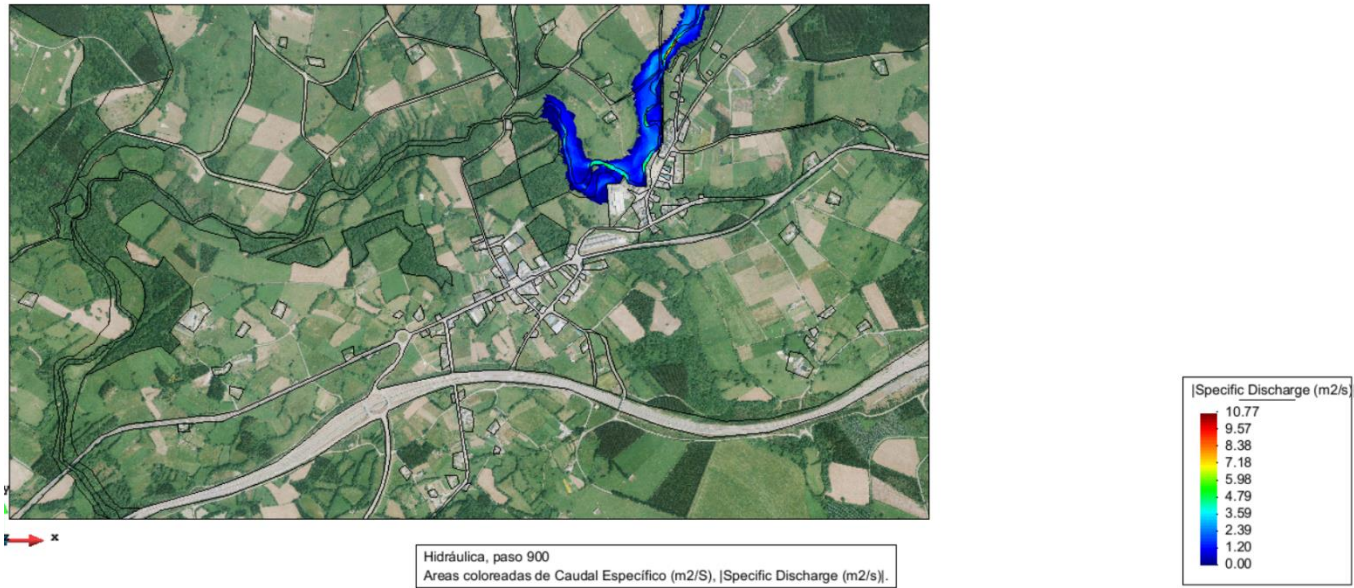 |Specific Discharge (m2/s)
10.77
9.57
8.38
7.18
5.98
4.79
3.59
2.39
1.20
0.00
y
x
Hidráulica, paso 900
Areas coloreadas de Caudal Específico (m2/S), |Specific Discharge (m2/s)|.